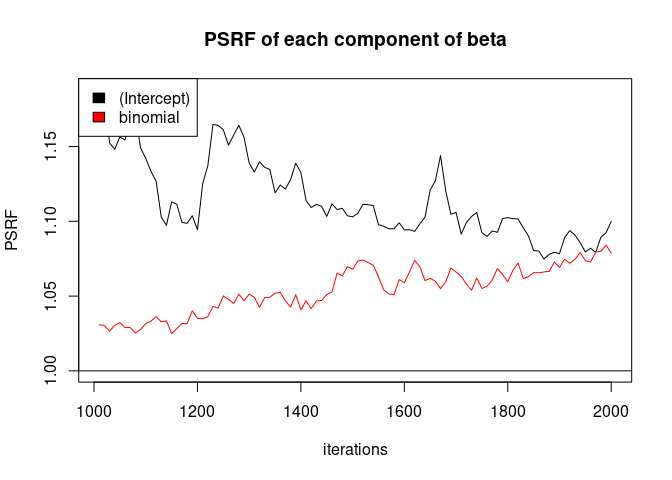 PSRF of each component of beta
(Intercept)
binomial
PSRF
1.15
1.10
1.05
1.00
1000 1200 1400 1600 1800 2000
iterations